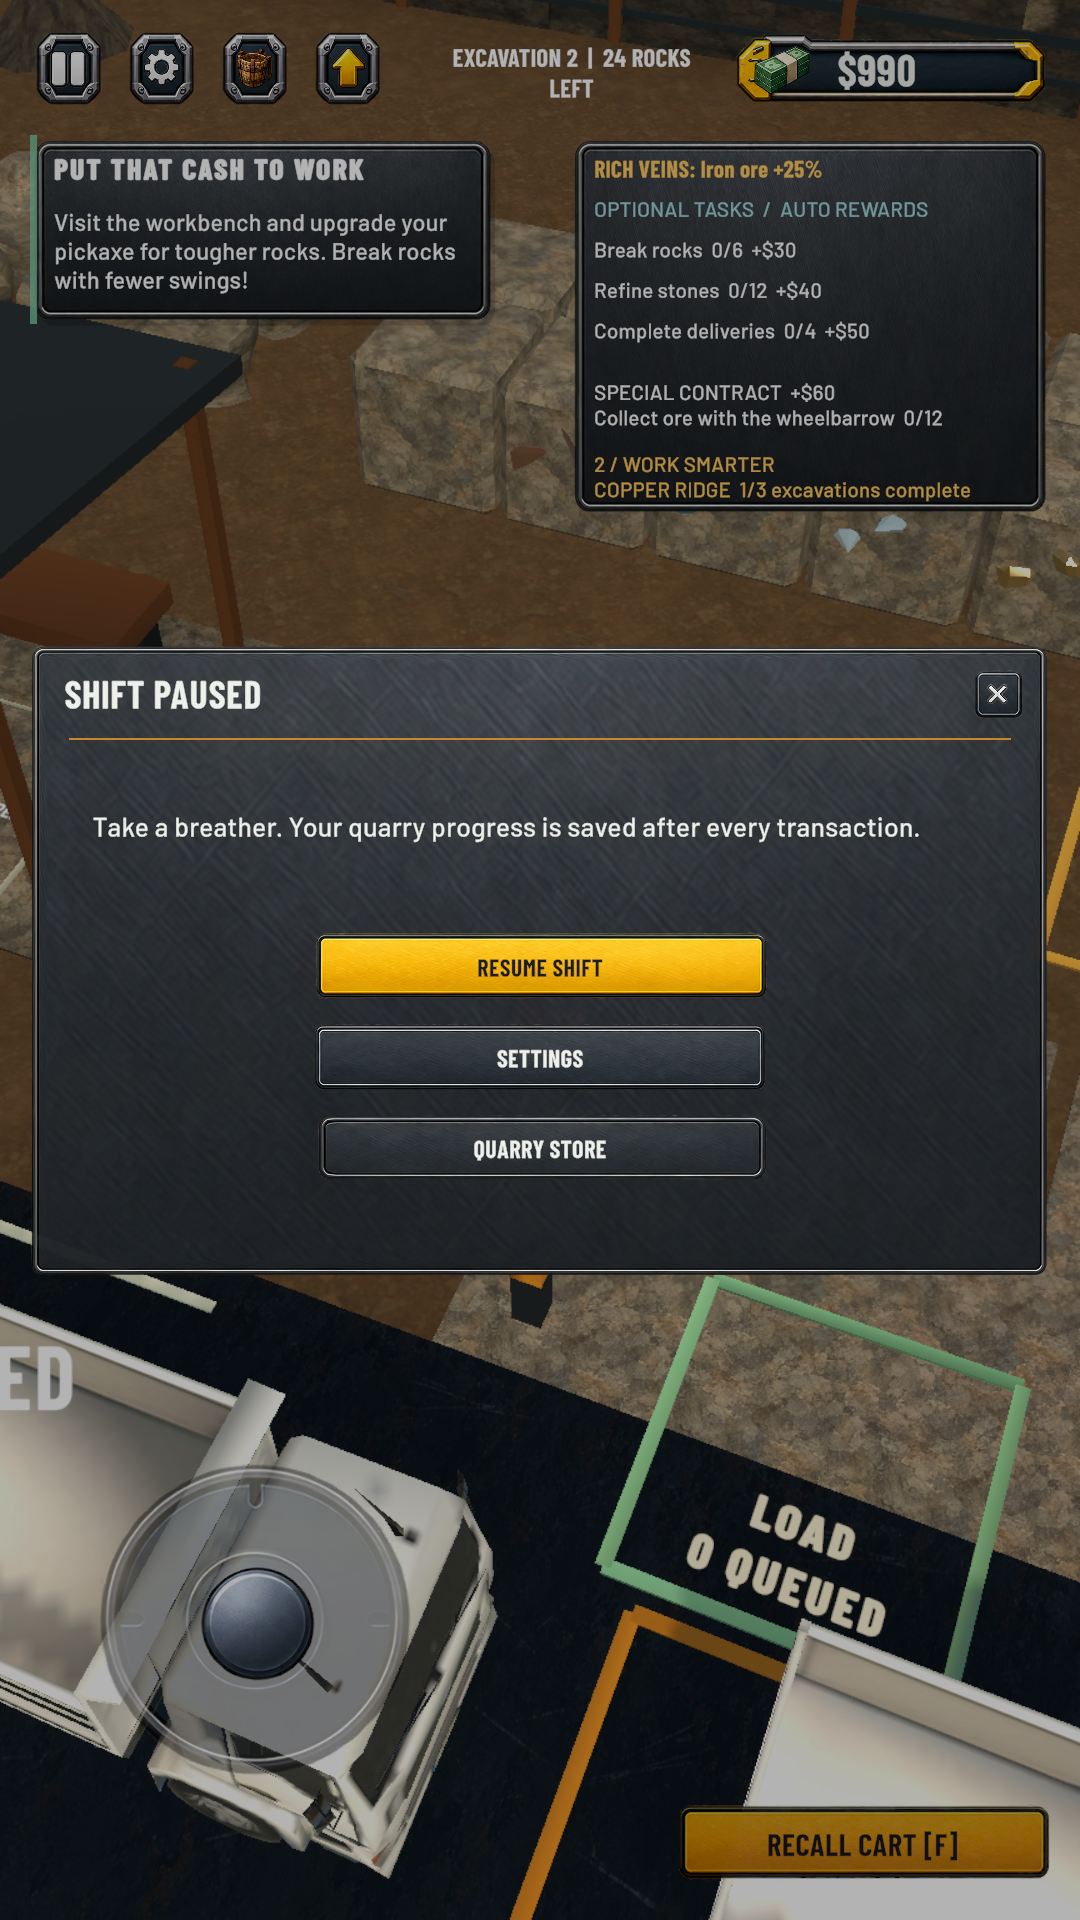 EXCAVATION 2 | 24 ROCKS
LEFT
$990
PUT THAT CASH TO WORK
Visit the workbench and upgrade your
pickaxe for tougher rocks. Break rocks
with fewer swings!
RICH VEINS: Iron ore +25%
OPTIONAL TASKS / AUTO REWARDS
Break rocks 0/6 +$30
Refine stones 0/12 +$40
Complete deliveries 0/4 +$50
SPECIAL CONTRACT +$60
Collect ore with the wheelbarrow 0/12
2 / WORK SMARTER
COPPER RIDGE 1/3 excavations complete
SHIFT PAUSED
Take a breather. Your quarry progress is saved after every transaction.
RESUME SHIFT
SETTINGS
QUARRY STORE
ED
LOAD
0 QUEUED
RECALL CART [F]